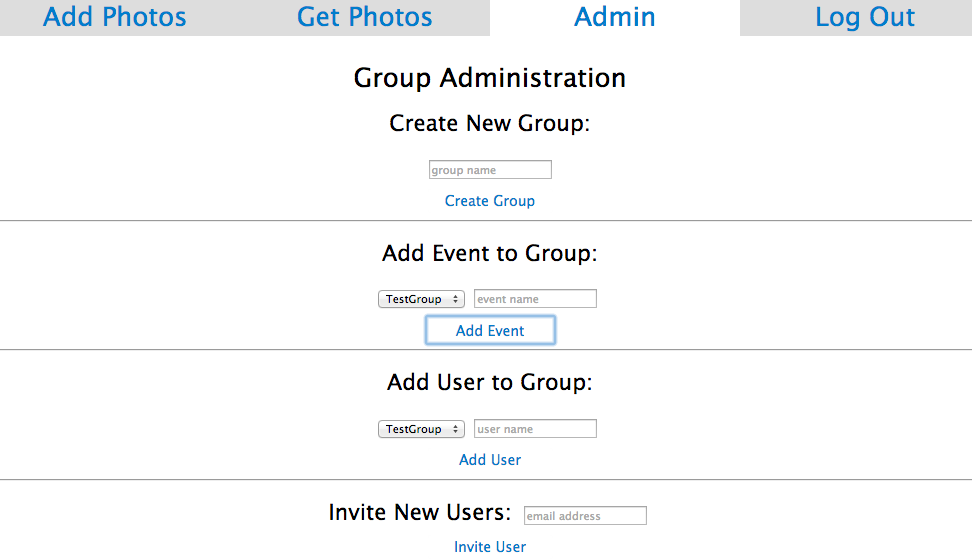 Add Photos Get Photos Admin Log Out
Group Administration
Create New Group:
group name
Create Group
Add Event to Group:
TestGroup event name
Add Event
Add User to Group:
TestGroup user name
Add User
Invite New Users: email address
Invite User